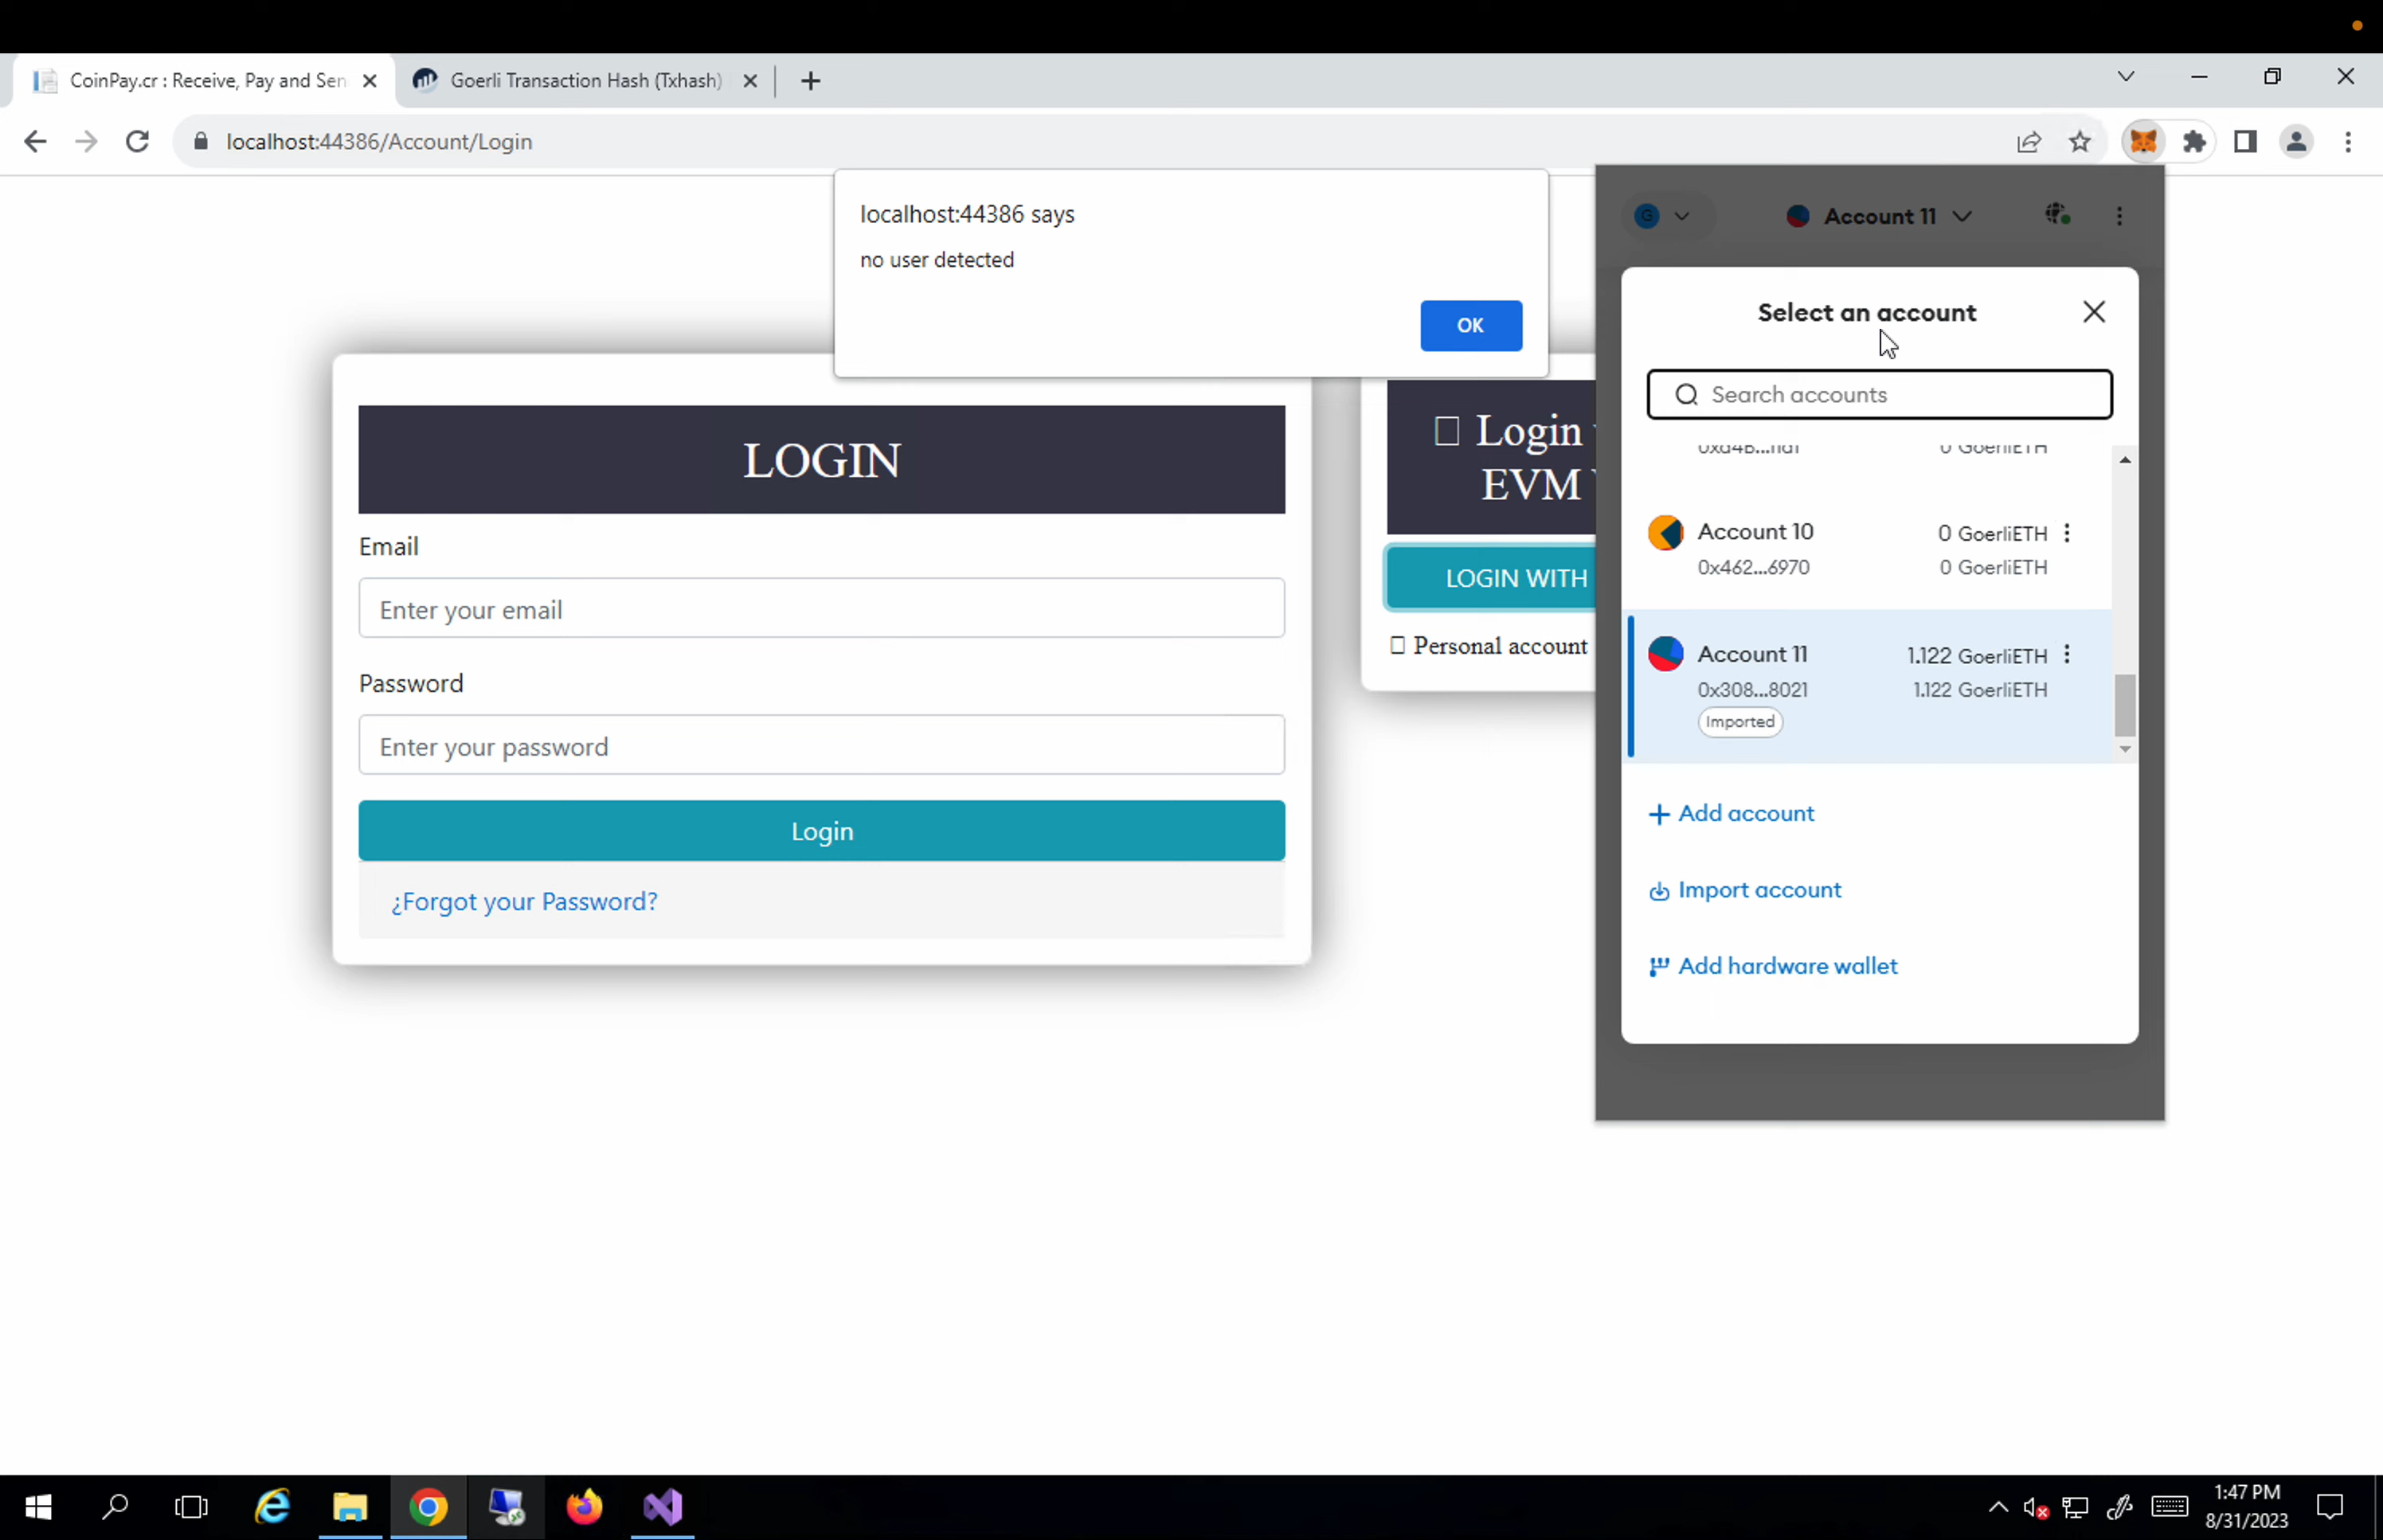 CoinPay.cr : Receive, Pay and Sen
Goerli Transaction Hash (Txhash)
localhost:44386/Account/Login
localhost:44386 says
no user detected
OK
LOGIN
Email
Enter your email
Password
Enter your password
Login
¿Forgot your Password?
Login
EVM
LOGIN WITH
Personal account
G
Account 11
Select an account
Search accounts
0 GoerliETH
Account 10
0 GoerliETH
0x462...6970
0 GoerliETH
Account 11
1.122 GoerliETH
0x308...8021
1.122 GoerliETH
Imported
Add account
Import account
Add hardware wallet
1:47 PM
8/31/2023